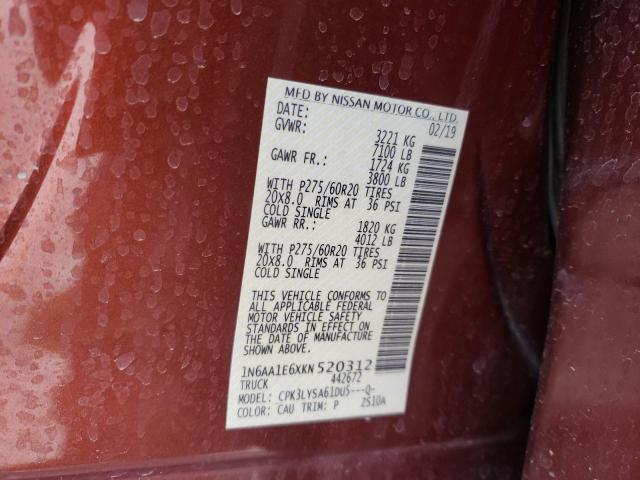 MFD BY NISSAN MOTOR CO., LTD.
DATE: 02/19
GVWR: 3221 KG
7100 LB
GAWR FR.: 1724 KG
3800 LB
WITH P275/60R20 TIRES
20X8.0 RIMS AT 36 PSI
COLD SINGLE
GAWR RR.: 1820 KG
4012 LB
WITH P275/60R20 TIRES
20X8.0 RIMS AT 36 PSI
COLD SINGLE
THIS VEHICLE CONFORMS TO
ALL APPLICABLE FEDERAL
MOTOR VEHICLE SAFETY
STANDARDS IN EFFECT ON
THE DATE OF MANUFACTURE
SHOWN ABOVE.
1N6AA1E6XKN520312
TRUCK 442672
MODEL: CPK3LYSA61DUS---Q-
COLOR: CAU TRIM: P ZS10A